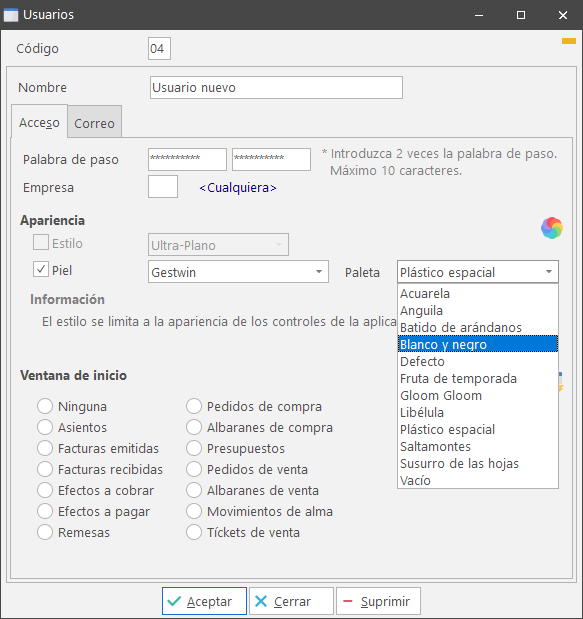 Usuarios
Código 04
Nombre Usuario nuevo
Acceso Correo
Palabra de paso ********** ********** * Introduzca 2 veces la palabra de paso.
Máximo 10 caracteres.
Empresa <Cualquiera>
Apariencia
Estilo Ultra-Plano
Piel Gestwin Paleta Plástico espacial
Información
El estilo se limita a la apariencia de los controles de la aplica
Acuarela
Anguila
Batido de arándanos
Blanco y negro
Defecto
Fruta de temporada
Gloom Gloom
Libélula
Plástico espacial
Saltamontes
Susurro de las hojas
Vacío
Ventana de inicio
Ninguna
Asientos
Facturas emitidas
Facturas recibidas
Efectos a cobrar
Efectos a pagar
Remesas
Pedidos de compra
Albaranes de compra
Presupuestos
Pedidos de venta
Albaranes de venta
Movimientos de alma
Tíckets de venta
Aceptar Cerrar Suprimir